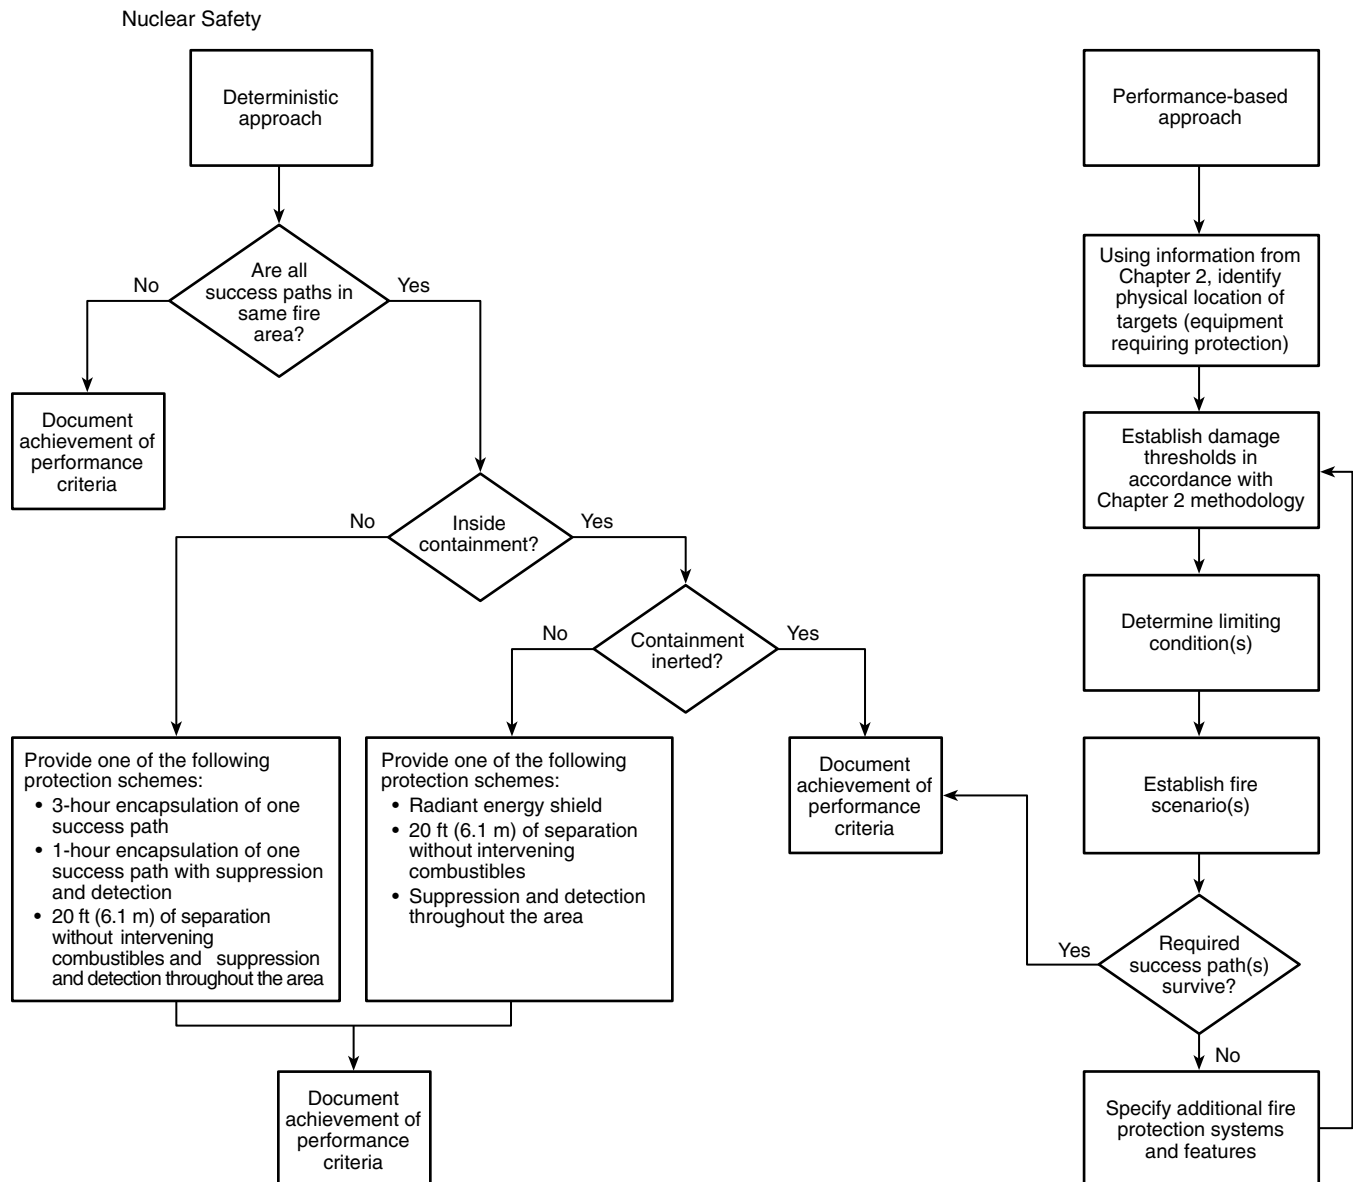 Nuclear Safety
Deterministic
approach
Are all
success paths in
same fire
area?
No
Yes
Document
achievement of
performance
criteria
Inside
containment?
No
Yes
Containment
inerted?
No
Yes
Provide one of the following
protection schemes:
• 3-hour encapsulation of one
success path
• 1-hour encapsulation of one
success path with suppression
and detection
• 20 ft (6.1 m) of separation
without intervening
combustibles and suppression
and detection throughout the area
Provide one of the following
protection schemes:
• Radiant energy shield
• 20 ft (6.1 m) of separation
without intervening
combustibles
• Suppression and detection
throughout the area
Document
achievement of
performance
criteria
Document
achievement of
performance
criteria
Performance-based
approach
Using information from
Chapter 2, identify
physical location of
targets (equipment
requiring protection)
Establish damage
thresholds in
accordance with
Chapter 2 methodology
Determine limiting
condition(s)
Establish fire
scenario(s)
Required
success path(s)
survive?
Yes
No
Specify additional fire
protection systems
and features